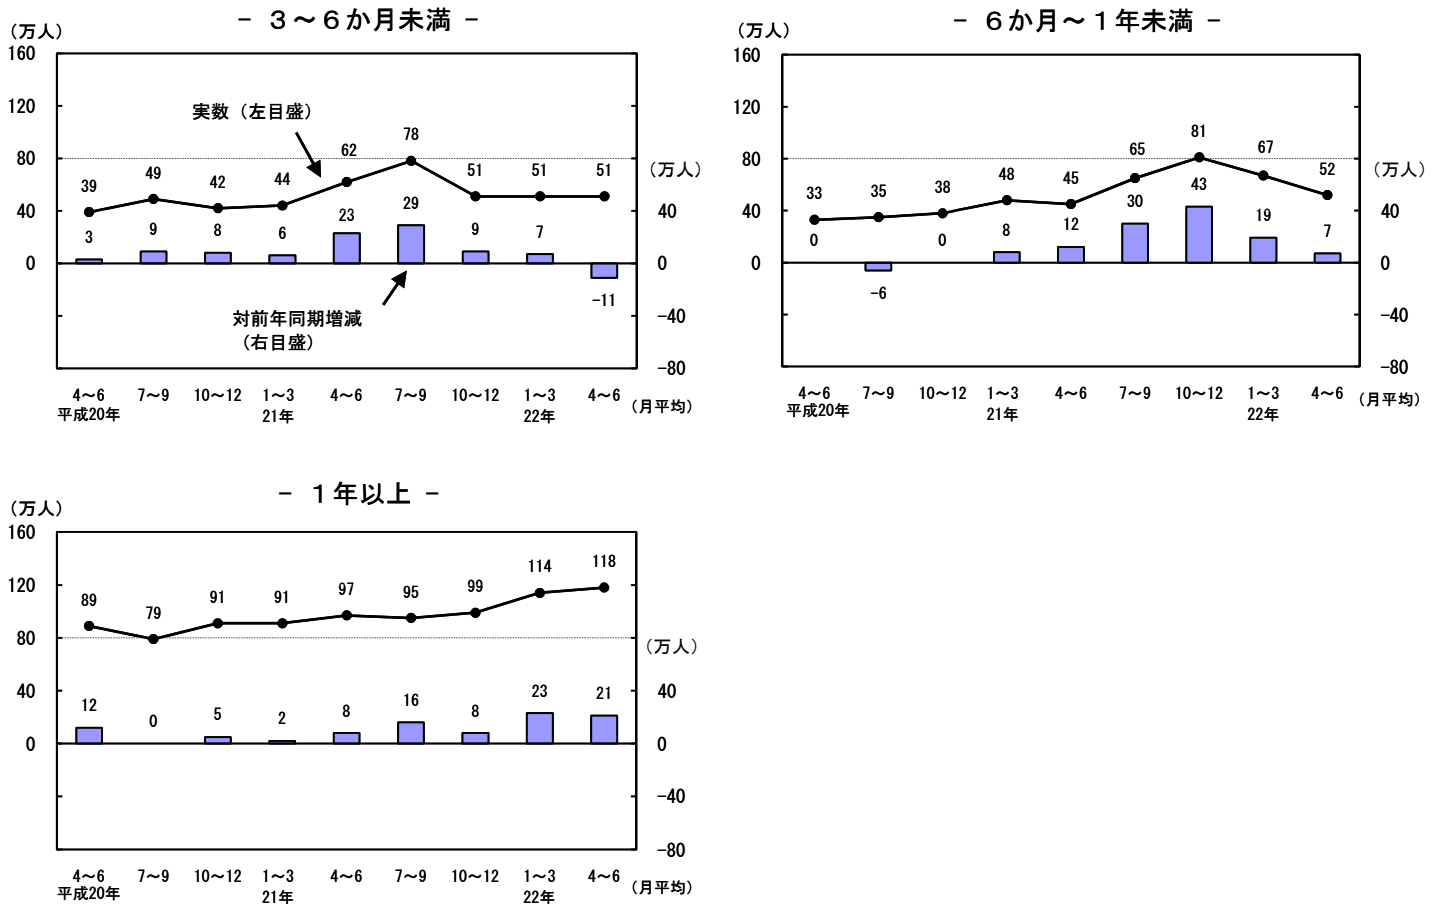 － ３～６か月未満 －
（万人）
160
120
80
40
0
（万人）
40
0
-40
-80
実数（左目盛）
対前年同期増減
（右目盛）
39 49 42 44 62 78 51 51 51
3 9 8 6 23 29 9 7 -11
4～6 7～9 10～12 1～3 4～6 7～9 10～12 1～3 4～6 （月平均）
平成20年 21年 22年
－ ６か月～１年未満 －
（万人）
160
120
80
40
0
（万人）
40
0
-40
-80
33 35 38 48 45 65 81 67 52
0 -6 0 8 12 30 43 19 7
4～6 7～9 10～12 1～3 4～6 7～9 10～12 1～3 4～6 （月平均）
平成20年 21年 22年
－ １年以上 －
（万人）
160
120
80
40
0
（万人）
40
0
-40
-80
89 79 91 91 97 95 99 114 118
12 0 5 2 8 16 8 23 21
4～6 7～9 10～12 1～3 4～6 7～9 10～12 1～3 4～6 （月平均）
平成20年 21年 22年